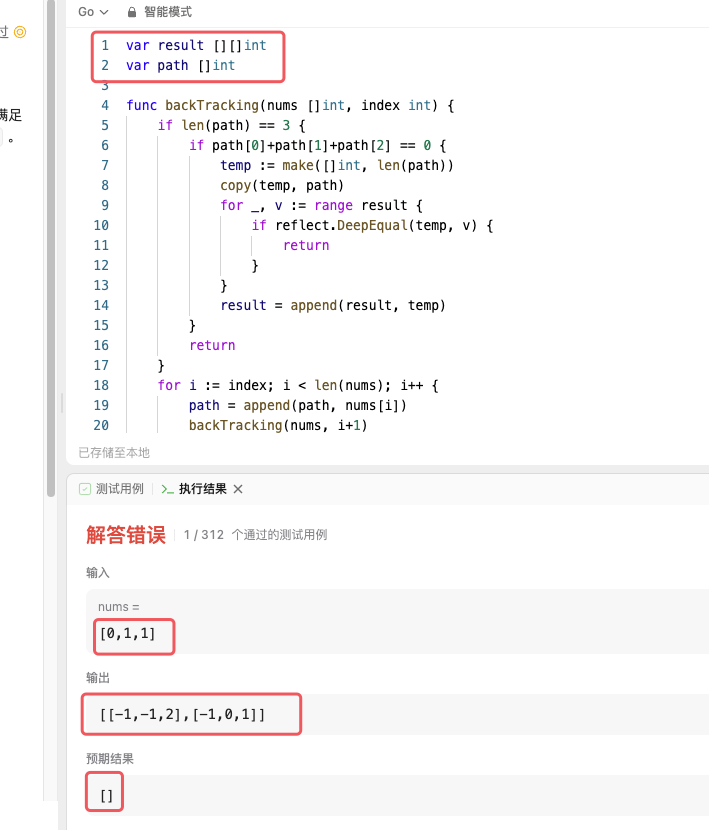 过
满足
。
Go 智能模式
1 var result [][]int
2 var path []int
3
4 func backTracking(nums []int, index int) {
5 if len(path) == 3 {
6 if path[0]+path[1]+path[2] == 0 {
7 temp := make([]int, len(path))
8 copy(temp, path)
9 for _, v := range result {
10 if reflect.DeepEqual(temp, v) {
11 return
12 }
13 }
14 result = append(result, temp)
15 }
16 return
17 }
18 for i := index; i < len(nums); i++ {
19 path = append(path, nums[i])
20 backTracking(nums, i+1)
已存储至本地
测试用例 >_ 执行结果 ×
解答错误 1 / 312 个通过的测试用例
输入
nums =
[0,1,1]
输出
[[-1,-1,2],[-1,0,1]]
预期结果
[]